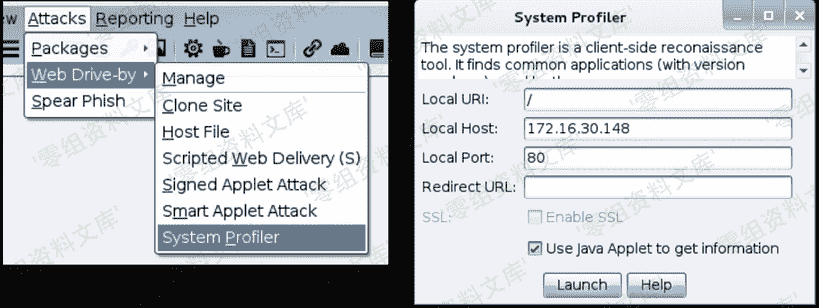 ew Attacks Reporting Help
Packages
Web Drive-by
Spear Phish
Manage
Clone Site
Host File
Scripted Web Delivery (S)
Signed Applet Attack
Smart Applet Attack
System Profiler
System Profiler
The system profiler is a client-side reconaissance
tool. It finds common applications (with version
Local URI: /
Local Host: 172.16.30.148
Local Port: 80
Redirect URL:
SSL: Enable SSL
Use Java Applet to get information
Launch Help
'零组资料文库'